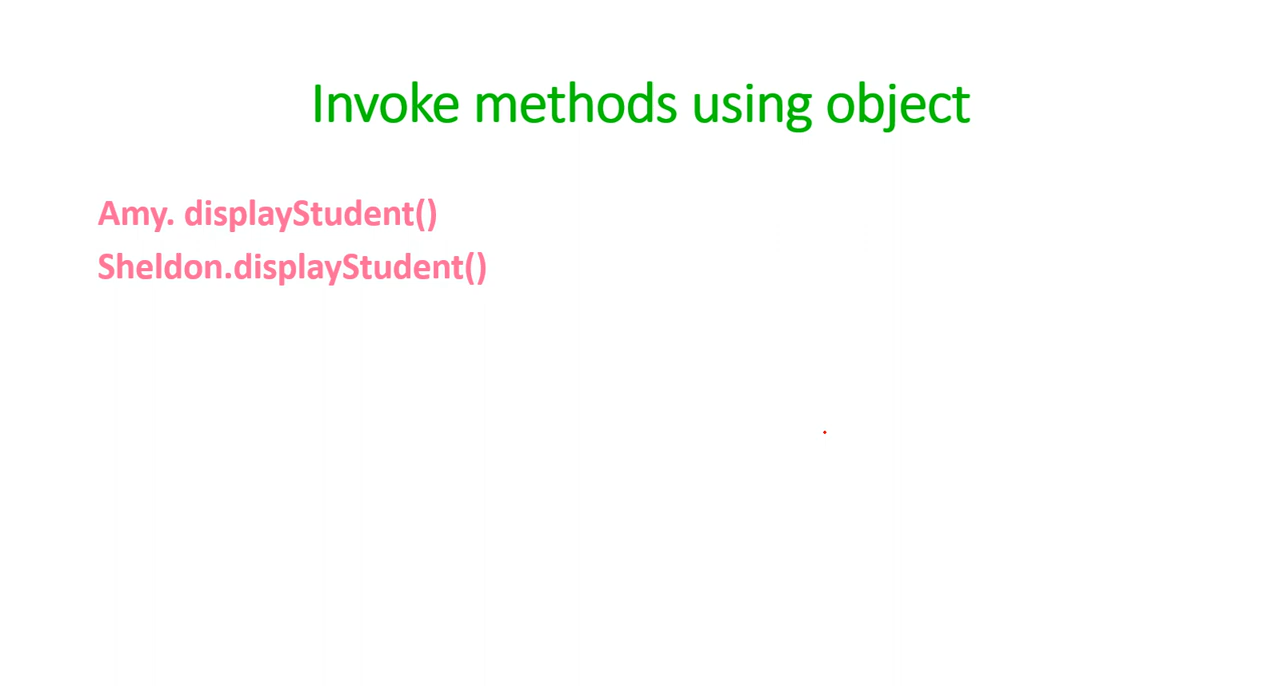 Invoke methods using object
Amy. displayStudent()
Sheldon.displayStudent()